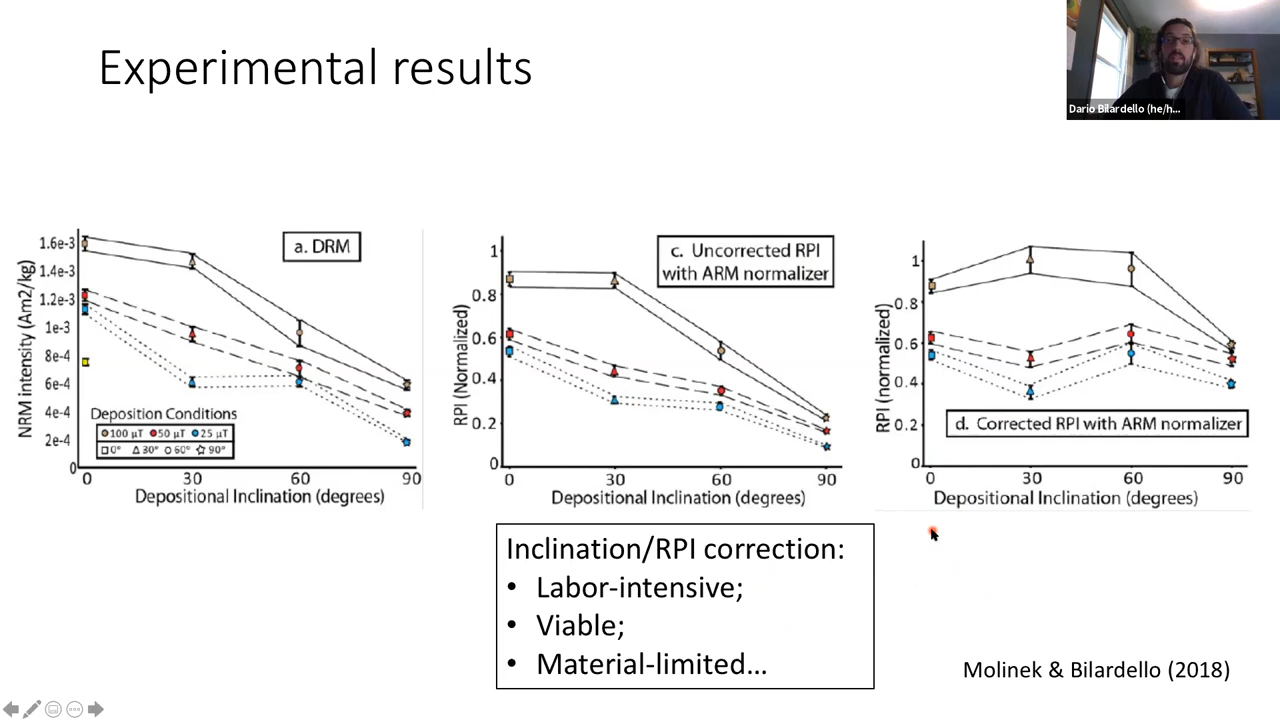 Experimental results
Dario Bilardello (he/h...
a. DRM
NRM intensity (Am2/kg)
1.6e-3
1.4e-3
1.2e-3
1e-3
8e-4
6e-4
4e-4
2e-4
0
Deposition Conditions
100 µT 50 µT 25 µT
0° 30° 60° 90°
0 30 60 90
Depositional Inclination (degrees)
c. Uncorrected RPI
with ARM normalizer
RPI (Normalized)
1
0.8
0.6
0.4
0.2
0
0 30 60 90
Depositional Inclination (degrees)
RPI (normalized)
1
0.8
0.6
0.4
0.2
0
d. Corrected RPI with ARM normalizer
0 30 60 90
Depositional Inclination (degrees)
Inclination/RPI correction:
• Labor-intensive;
• Viable;
• Material-limited...
Molinek & Bilardello (2018)